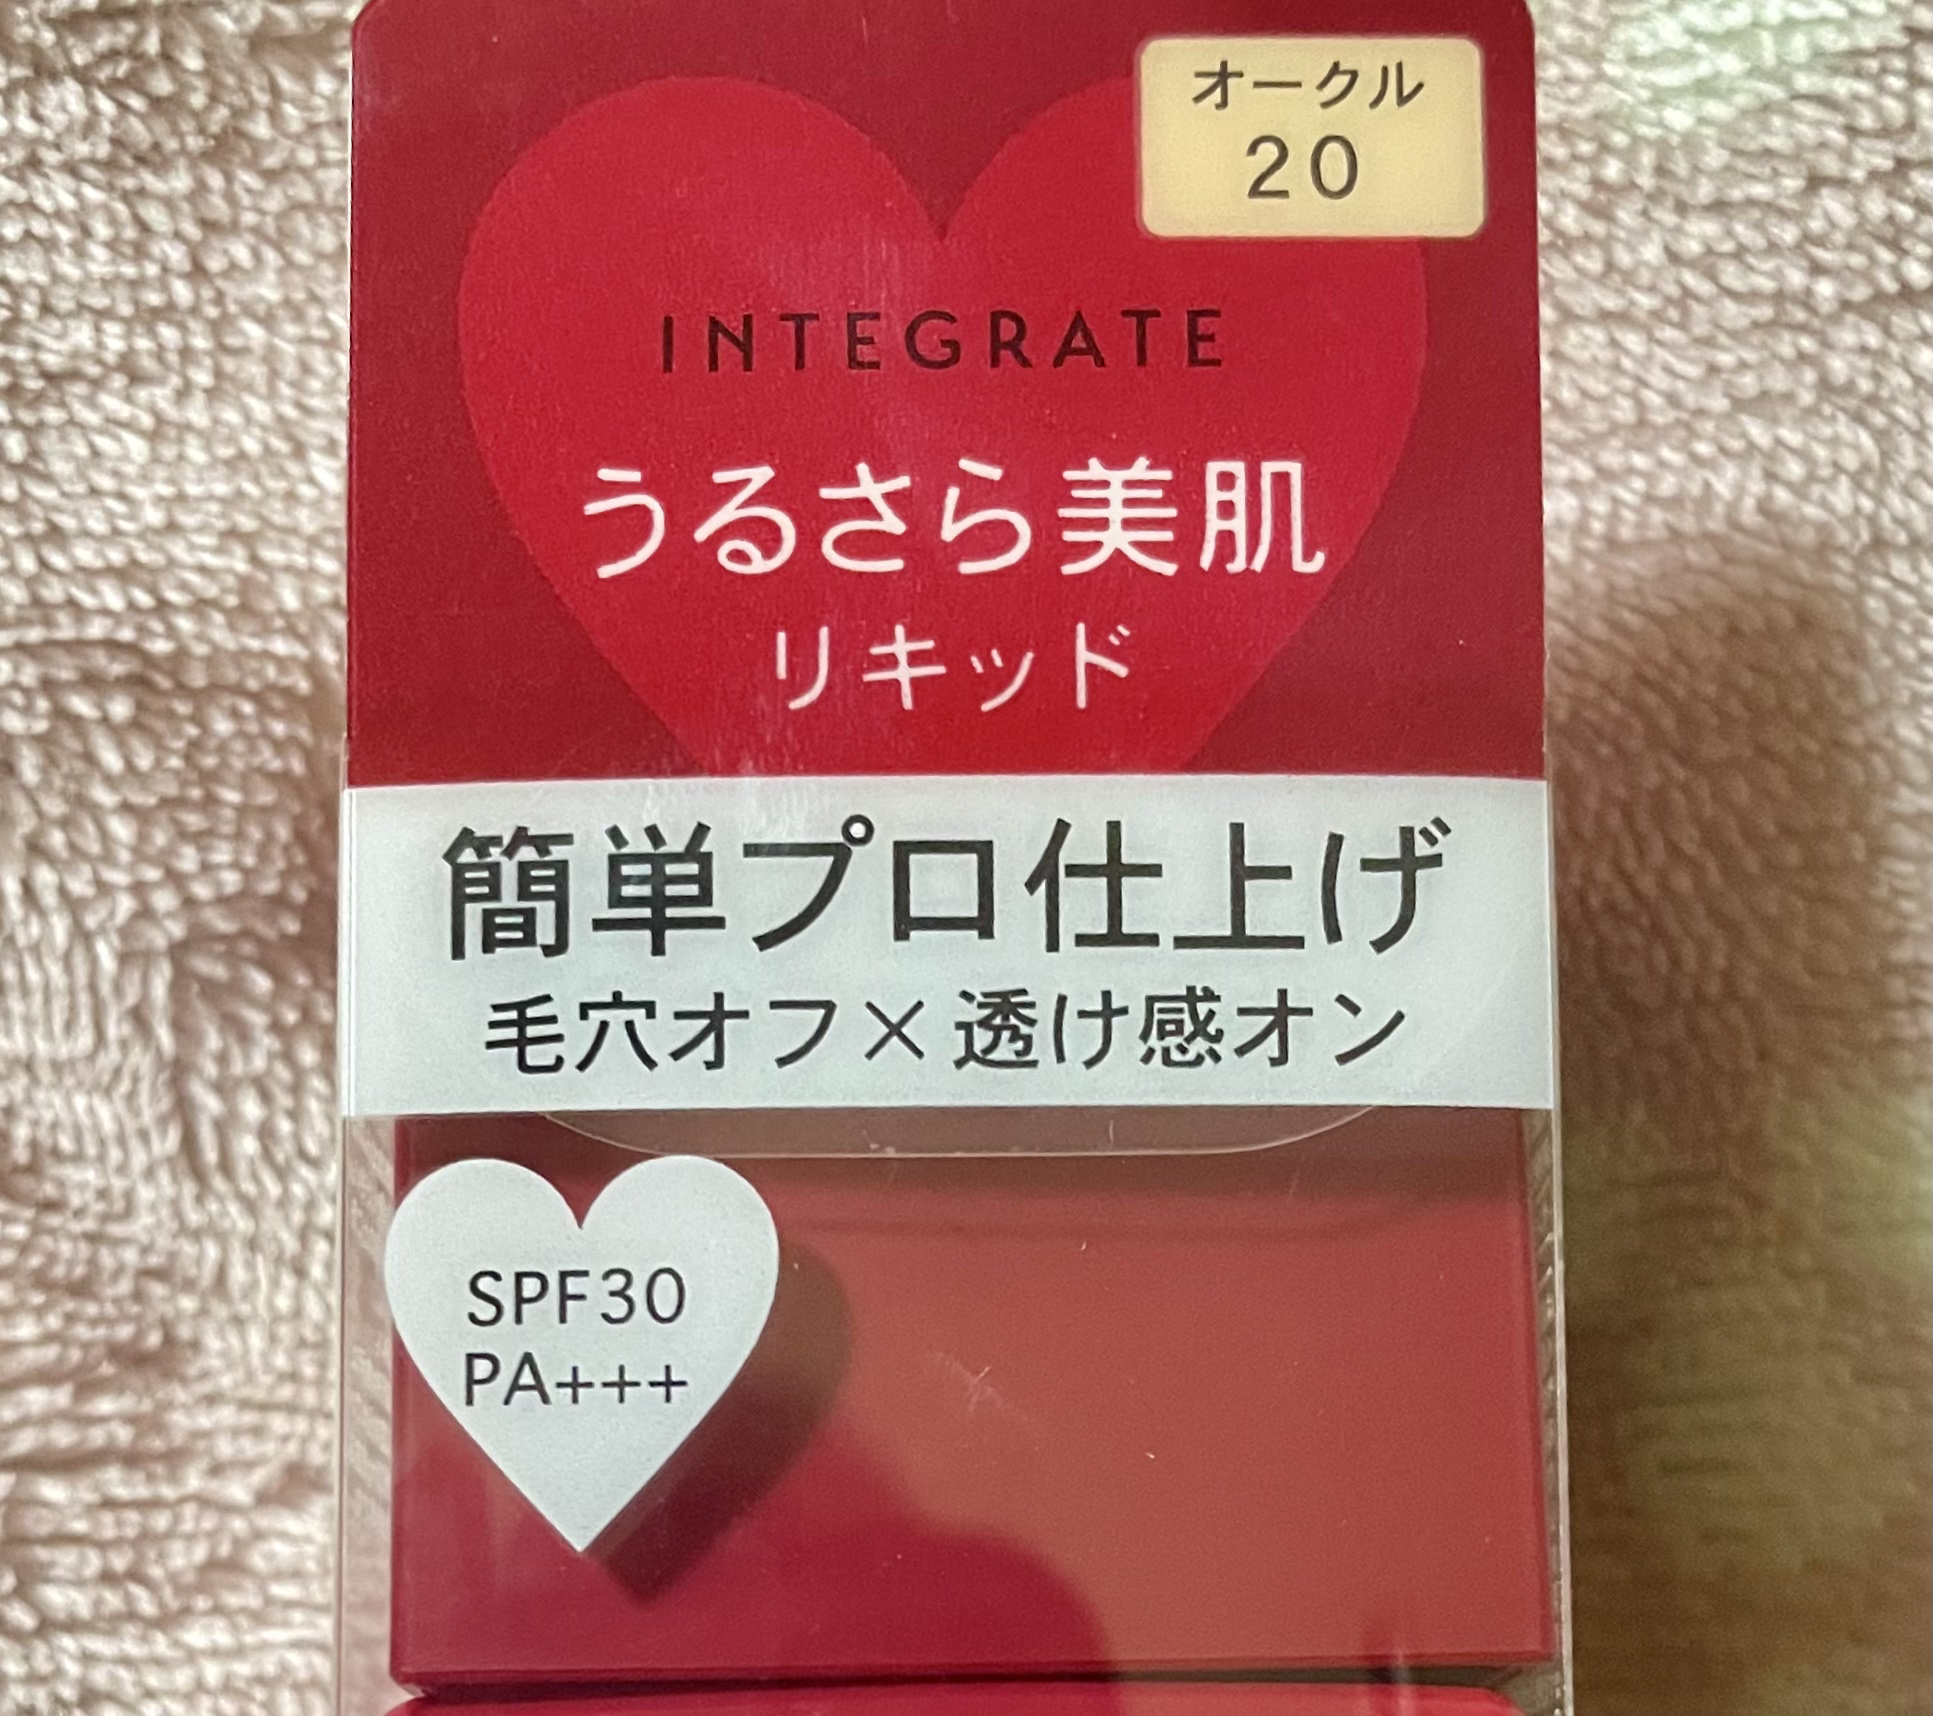 オークル
20
INTEGRATE
うるさら美肌
リキッド
簡単プロ仕上げ
毛穴オフ×透け感オン
SPF30
PA+++